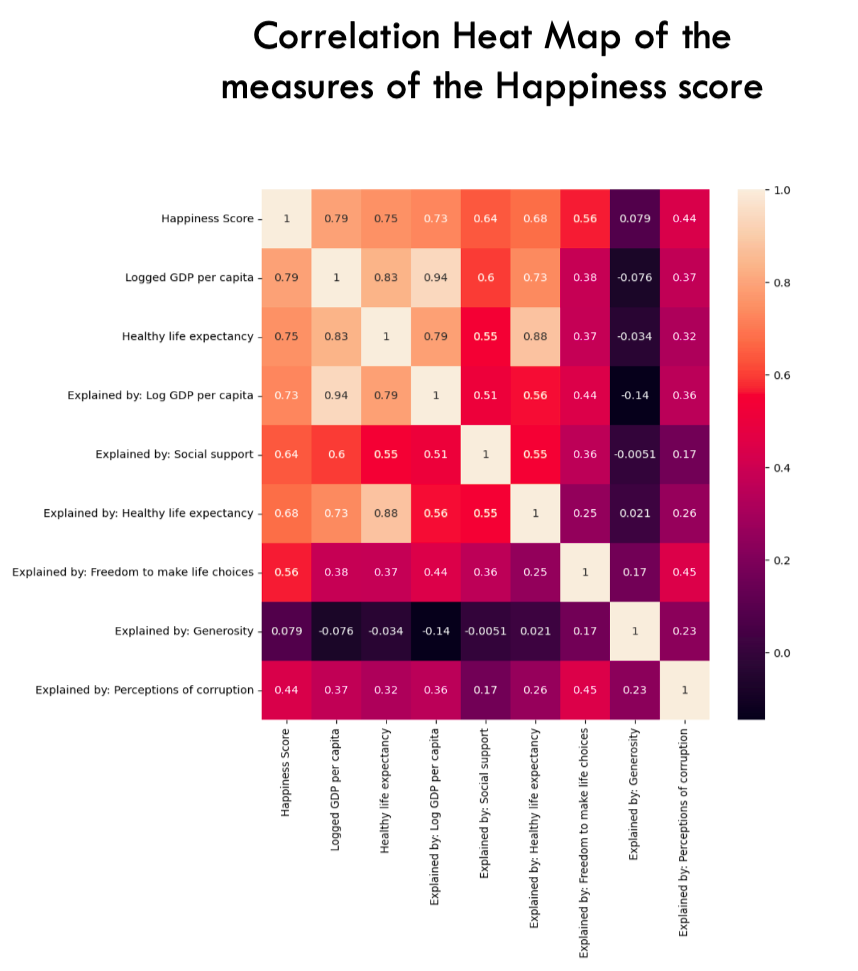 Correlation Heat Map of the
measures of the Happiness score
Happiness Score 1 0.79 0.75 0.73 0.64 0.68 0.56 0.079 0.44
Logged GDP per capita 0.79 1 0.83 0.94 0.6 0.73 0.38 -0.076 0.37
Healthy life expectancy 0.75 0.83 1 0.79 0.55 0.88 0.37 -0.034 0.32
Explained by: Log GDP per capita 0.73 0.94 0.79 1 0.51 0.56 0.44 -0.14 0.36
Explained by: Social support 0.64 0.6 0.55 0.51 1 0.55 0.36 -0.0051 0.17
Explained by: Healthy life expectancy 0.68 0.73 0.88 0.56 0.55 1 0.25 0.021 0.26
Explained by: Freedom to make life choices 0.56 0.38 0.37 0.44 0.36 0.25 1 0.17 0.45
Explained by: Generosity 0.079 -0.076 -0.034 -0.14 -0.0051 0.021 0.17 1 0.23
Explained by: Perceptions of corruption 0.44 0.37 0.32 0.36 0.17 0.26 0.45 0.23 1
Happiness Score
Logged GDP per capita
Healthy life expectancy
Explained by: Log GDP per capita
Explained by: Social support
Explained by: Healthy life expectancy
Explained by: Freedom to make life choices
Explained by: Generosity
Explained by: Perceptions of corruption
1.0
0.8
0.6
0.4
0.2
0.0